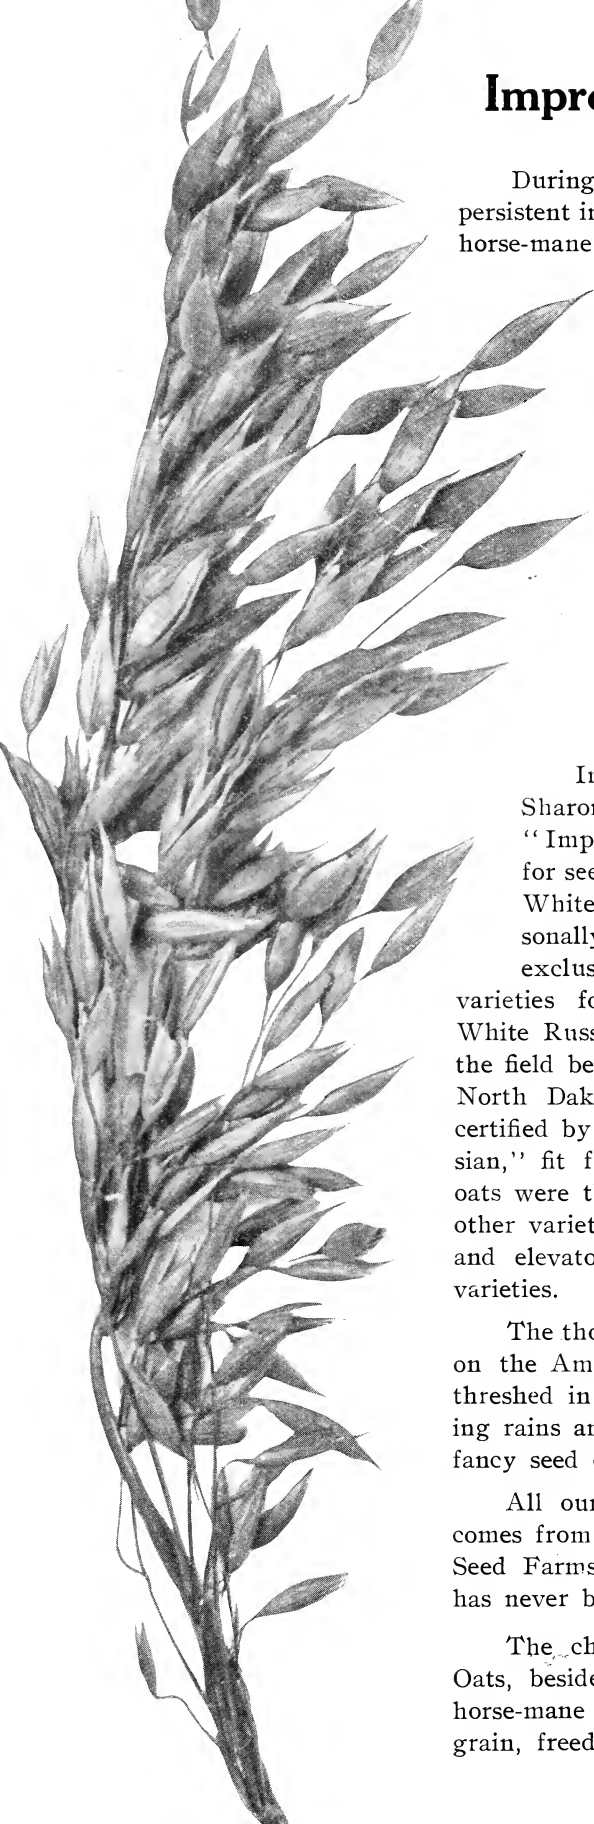 Impro
During
persistent in
horse-mane
In
Sharon
"Imp
for see
White
sonally
exclus
varieties fo
White Russ
the field be
North Dak
certified by
sian," fit f
oats were t
other variet
and elevato
varieties.
The tho
on the Am
threshed in
ing rains an
fancy seed
All our
comes from
Seed Farms
has never b
The ch
Oats, beside
horse-mane
grain, freed